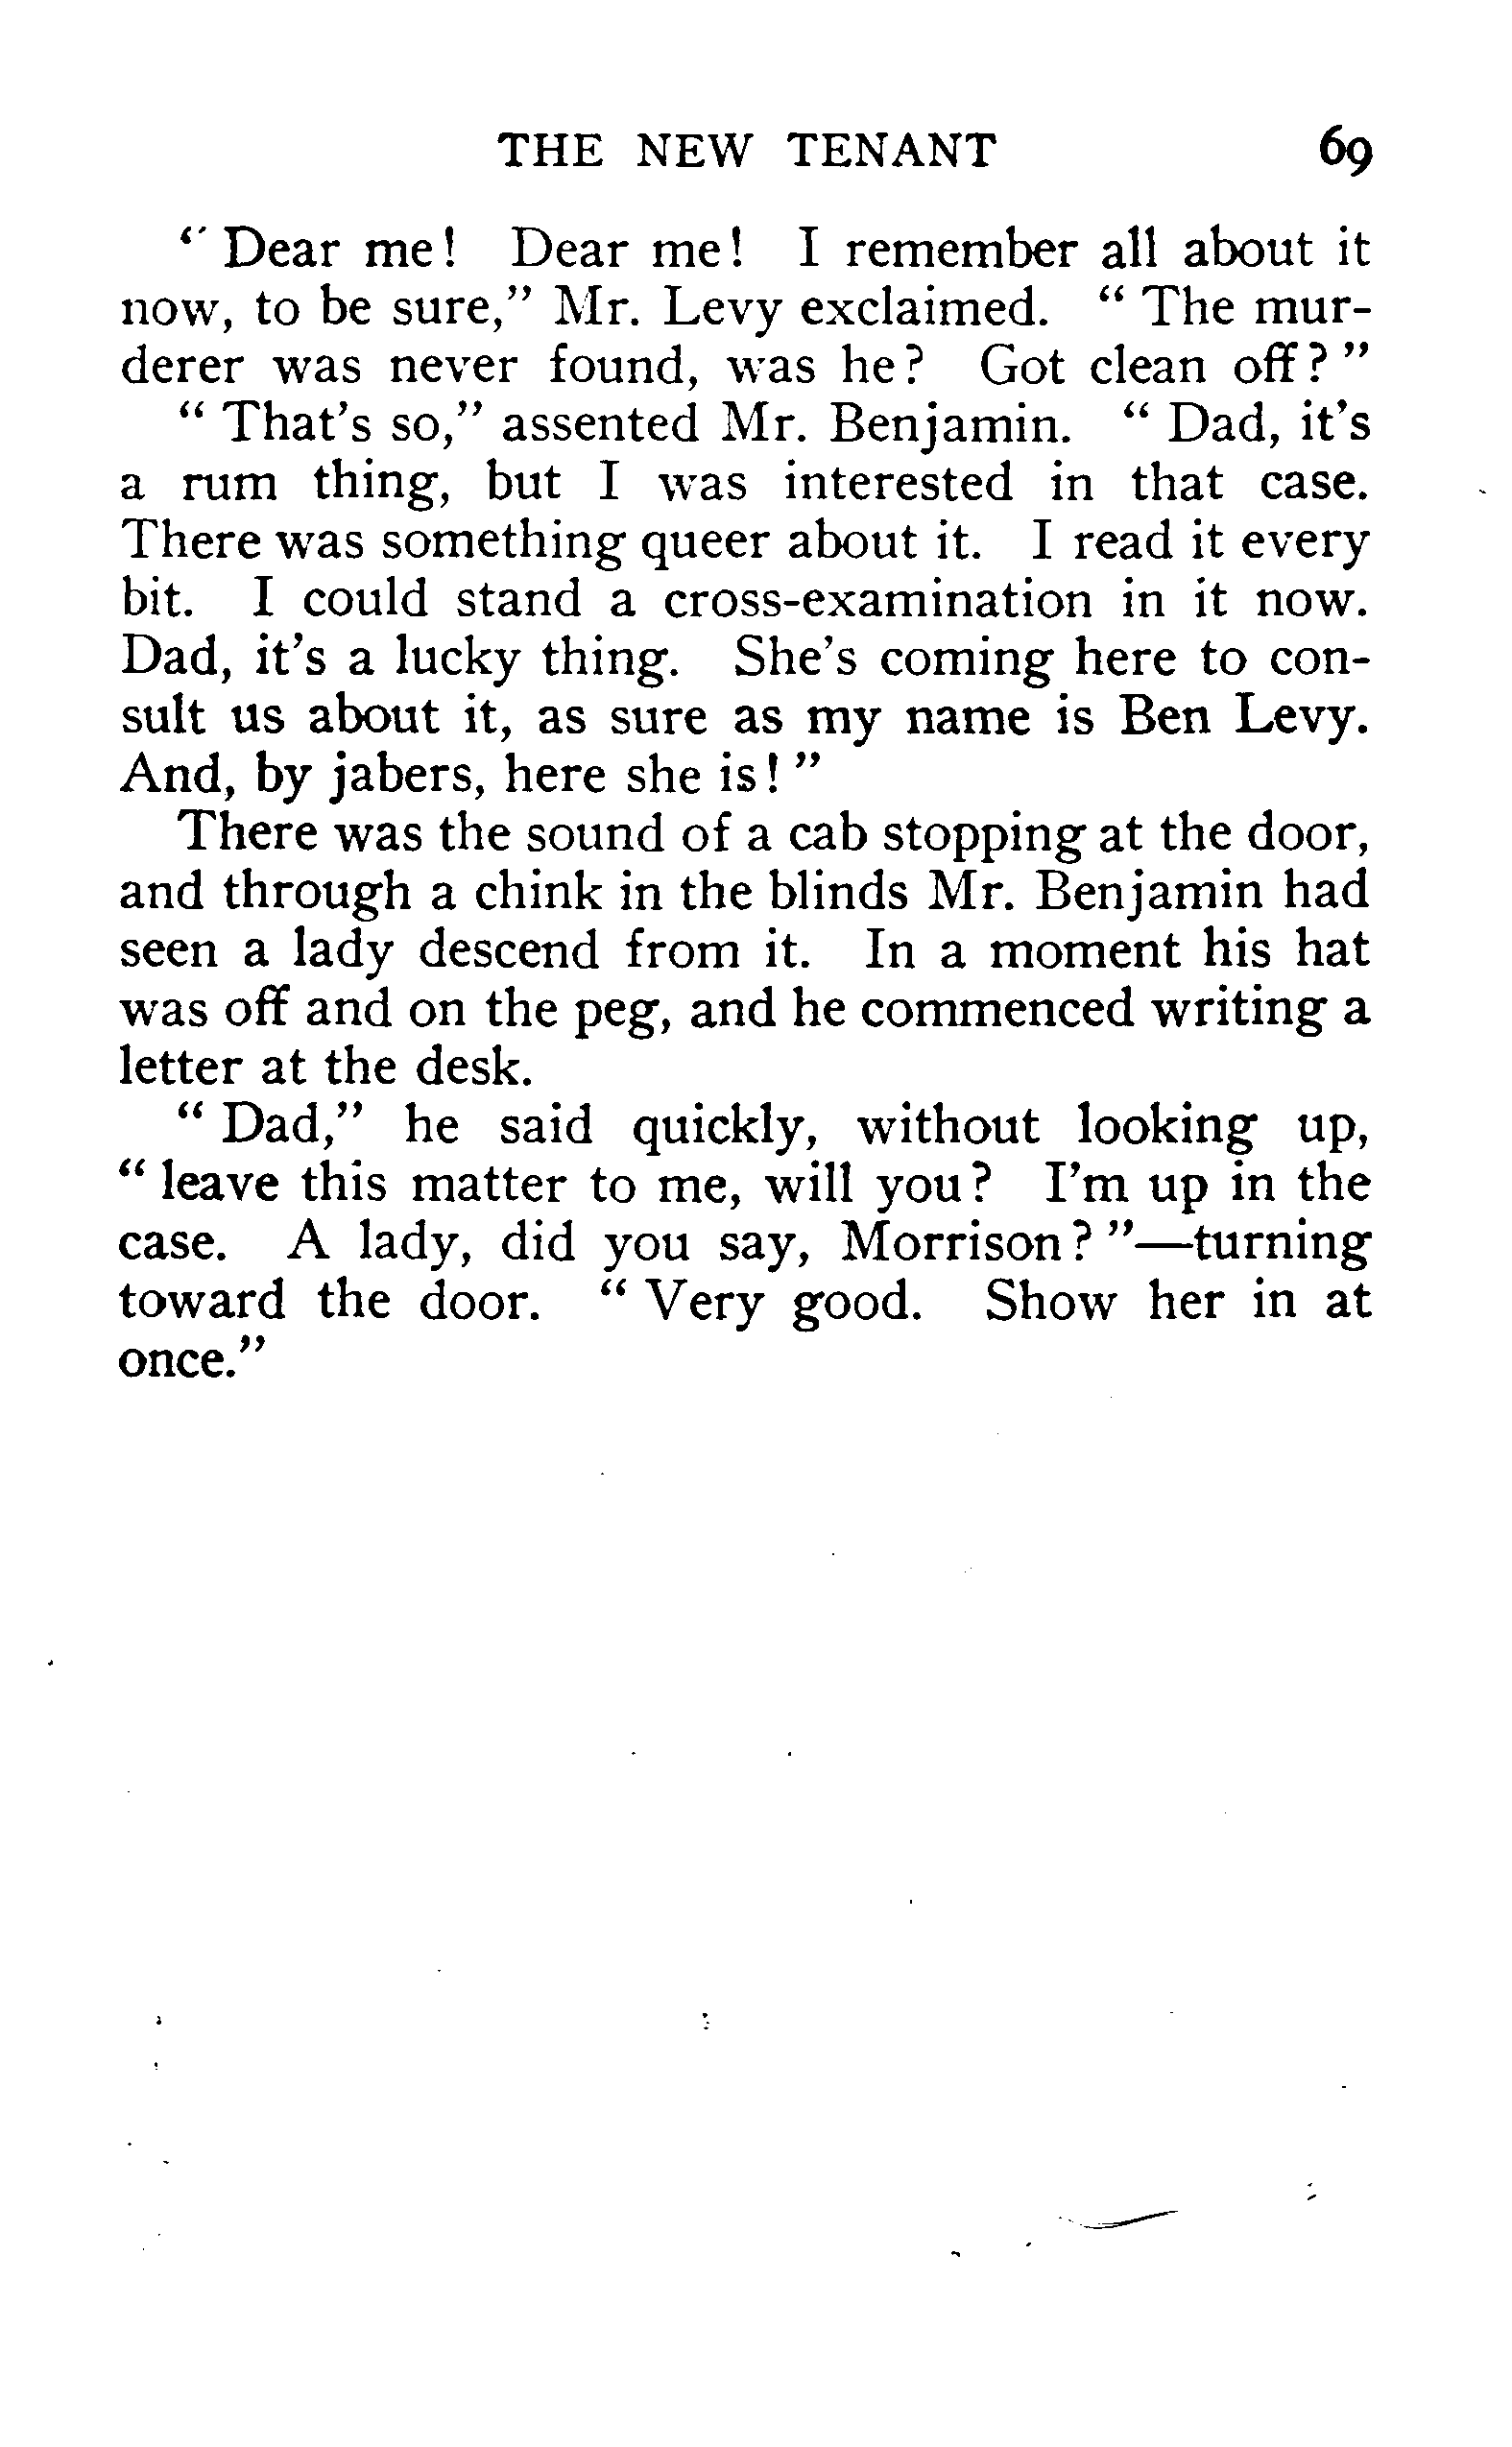 THE NEW TENANT 69
" Dear me! Dear me! I remember all about it
now, to be sure," Mr. Levy exclaimed. " The mur-
derer was never found, was he? Got clean off? "
" That's so," assented Mr. Benjamin. " Dad, it's
a rum thing, but I was interested in that case.
There was something queer about it. I read it every
bit. I could stand a cross-examination in it now.
Dad, it's a lucky thing. She's coming here to con-
sult us about it, as sure as my name is Ben Levy.
And, by jabers, here she is! "
There was the sound of a cab stopping at the door,
and through a chink in the blinds Mr. Benjamin had
seen a lady descend from it. In a moment his hat
was off and on the peg, and he commenced writing a
letter at the desk.
" Dad," he said quickly, without looking up,
" leave this matter to me, will you? I'm up in the
case. A lady, did you say, Morrison? "—turning
toward the door. " Very good. Show her in at
once."